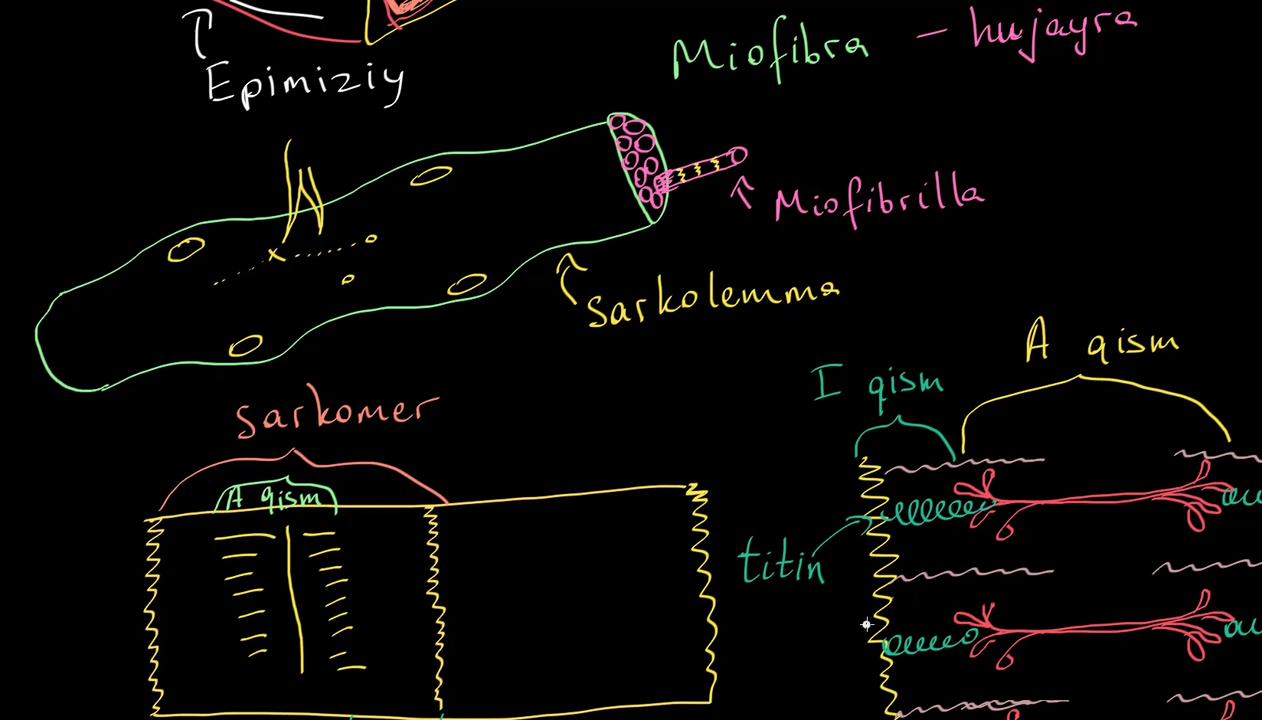 Epimiziy
Miofibra - hujayra
Miofibrilla
Sarkolemma
Sarkomer
A qism
I qism
A qism
titin